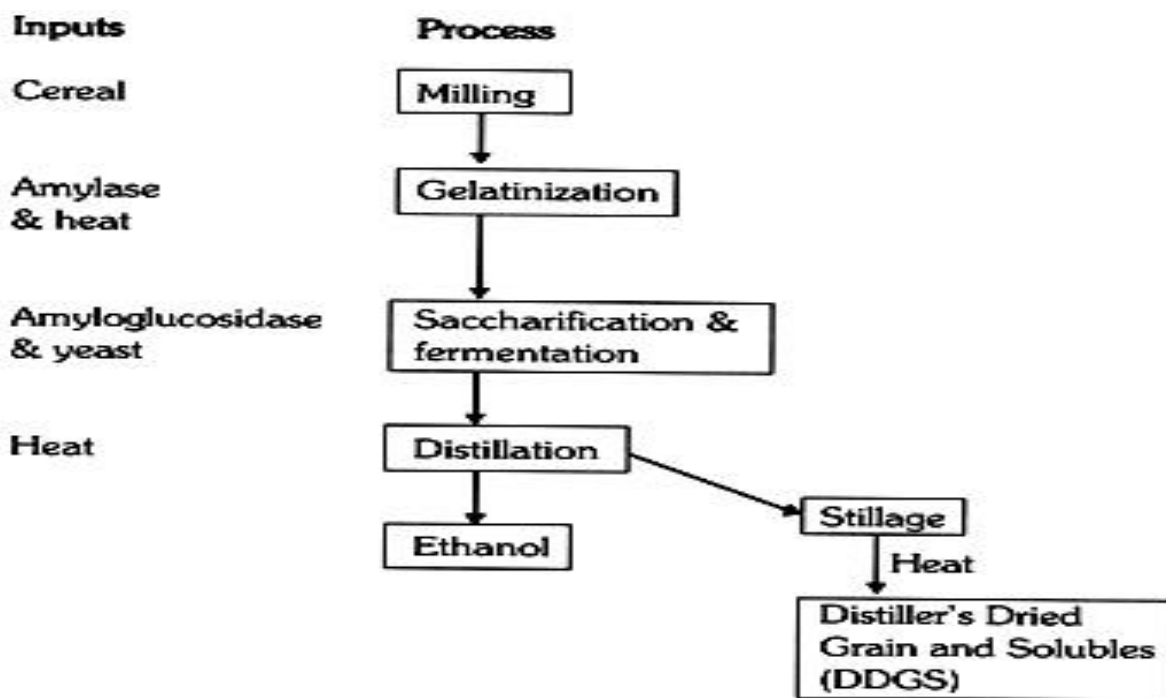 Inputs Process
Cereal Milling
Amylase
& heat
Gelatinization
Amyloglucosidase
& yeast
Saccharification &
fermentation
Heat Distillation
Stillage
Ethanol
Heat
Distiller's Dried
Grain and Solubles
(DDGS)